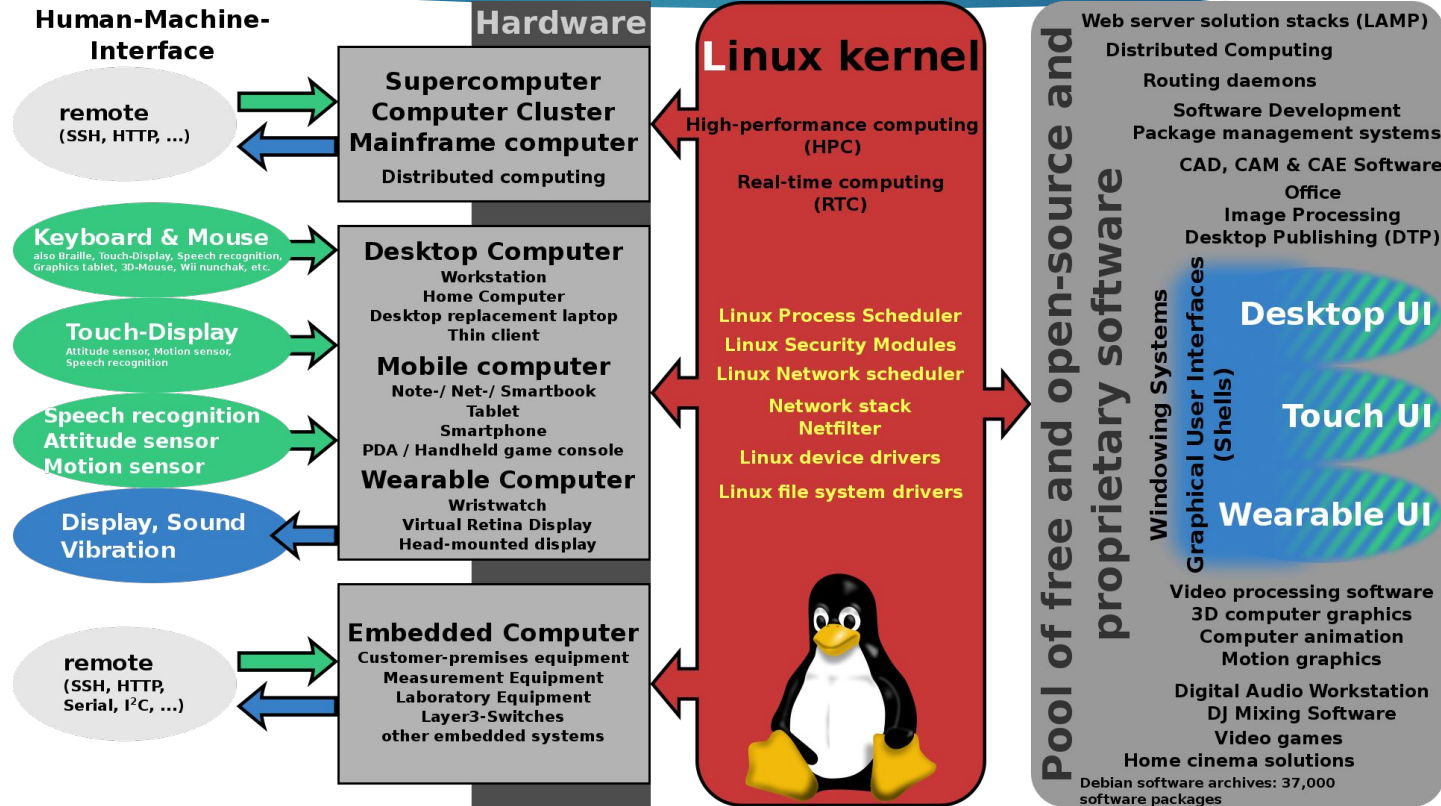 Human-Machine-
Interface
remote
(SSH, HTTP, ...)
Keyboard & Mouse
also Braille, Touch-Display, Speech recognition,
Graphics tablet, 3D-Mouse, Wii nunchak, etc.
Touch-Display
Attitude sensor, Motion sensor,
Speech recognition
Speech recognition
Attitude sensor
Motion sensor
Display, Sound
Vibration
remote
(SSH, HTTP,
Serial, I²C, ...)
Hardware
Supercomputer
Computer Cluster
Mainframe computer
Distributed computing
Desktop Computer
Workstation
Home Computer
Desktop replacement laptop
Thin client
Mobile computer
Note-/ Net-/ Smartbook
Tablet
Smartphone
PDA / Handheld game console
Wearable Computer
Wristwatch
Virtual Retina Display
Head-mounted display
Embedded Computer
Customer-premises equipment
Measurement Equipment
Laboratory Equipment
Layer3-Switches
other embedded systems
Linux kernel
High-performance computing
(HPC)
Real-time computing
(RTC)
Linux Process Scheduler
Linux Security Modules
Linux Network scheduler
Network stack
Netfilter
Linux device drivers
Linux file system drivers
Pool of free and open-source and
proprietary software
Web server solution stacks (LAMP)
Distributed Computing
Routing daemons
Software Development
Package management systems
CAD, CAM & CAE Software
Office
Image Processing
Desktop Publishing (DTP)
Windowing Systems
Graphical User Interfaces
(Shells)
Desktop UI
Touch UI
Wearable UI
Video processing software
3D computer graphics
Computer animation
Motion graphics
Digital Audio Workstation
DJ Mixing Software
Video games
Home cinema solutions
Debian software archives: 37,000
software packages